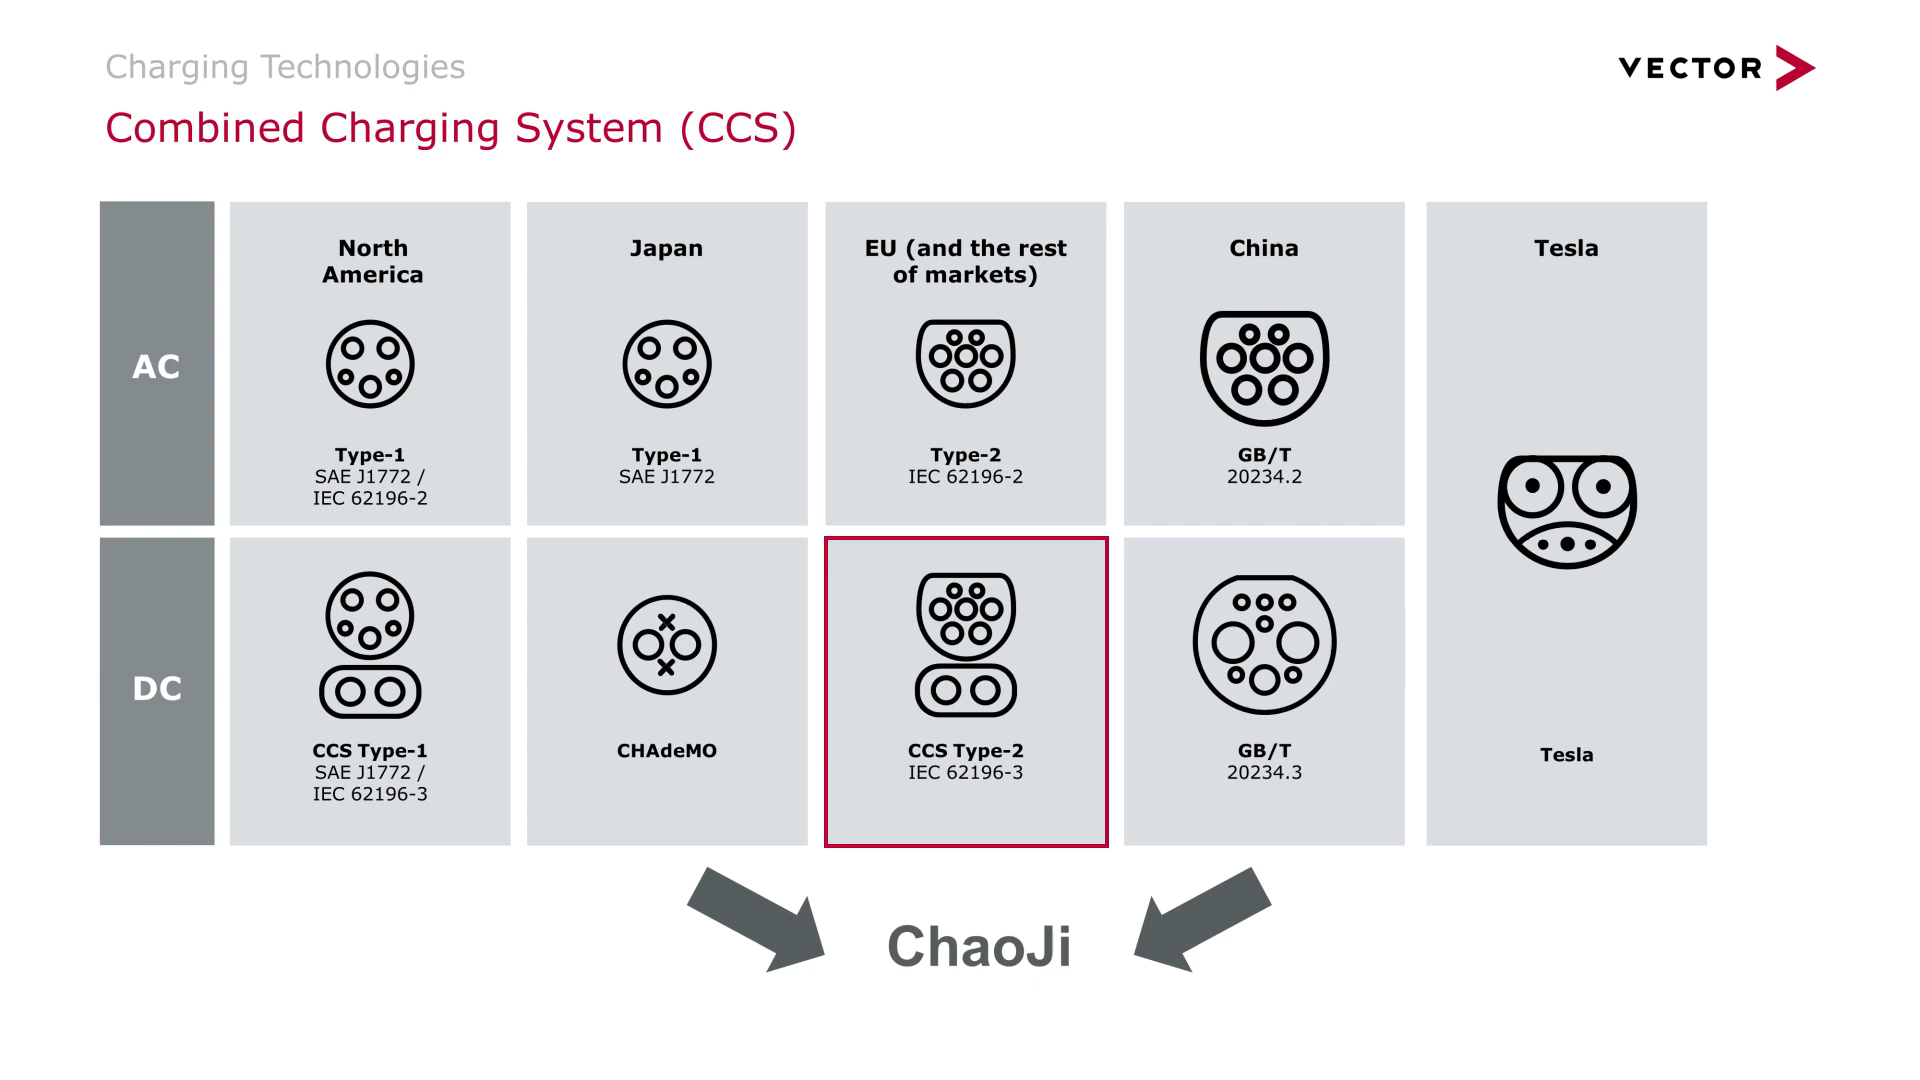 Charging Technologies
VECTOR
Combined Charging System (CCS)
North
America
Japan
EU (and the rest
of markets)
China
Tesla
AC
Type-1
SAE J1772 /
IEC 62196-2
Type-1
SAE J1772
Type-2
IEC 62196-2
GB/T
20234.2
DC
CCS Type-1
SAE J1772 /
IEC 62196-3
CHAdeMO
CCS Type-2
IEC 62196-3
GB/T
20234.3
Tesla
ChaoJi